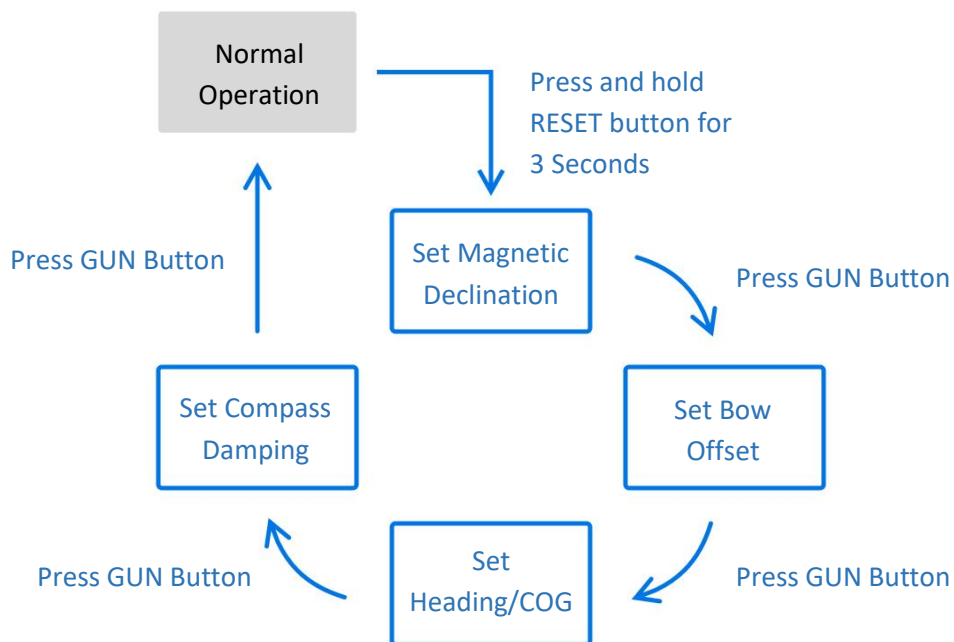 Normal
Operation
Press and hold
RESET button for
3 Seconds
Set Magnetic
Declination
Press GUN Button
Press GUN Button
Set Compass
Damping
Set Bow
Offset
Set
Heading/COG
Press GUN Button
Press GUN Button